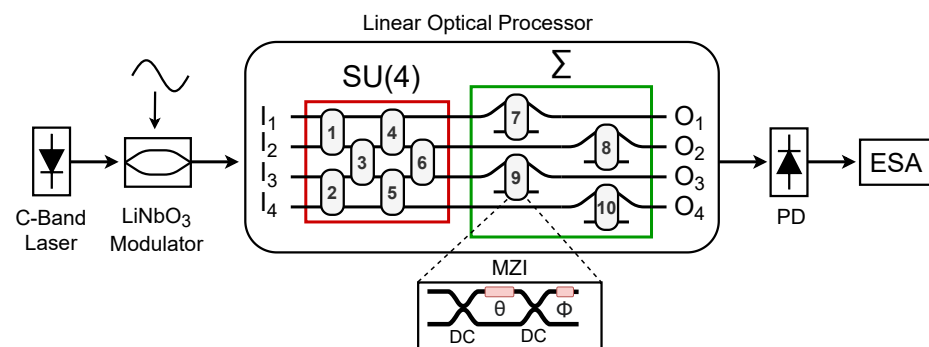 Linear Optical Processor
SU(4)
Σ
I1
I2
I3
I4
1
2
3
4
5
6
7
8
9
10
O1
O2
O3
O4
C-Band
Laser
LiNbO3
Modulator
PD
ESA
MZI
θ
Φ
DC
DC